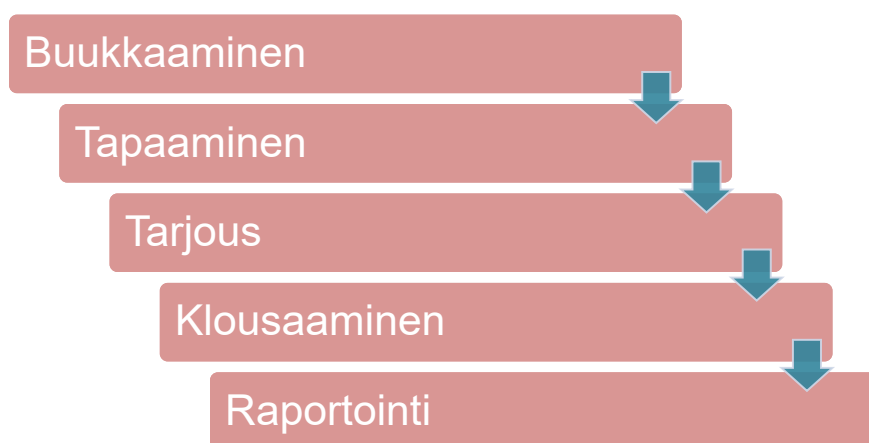 Buukkaaminen
Tapaaminen
Tarjous
Klousaaminen
Raportointi